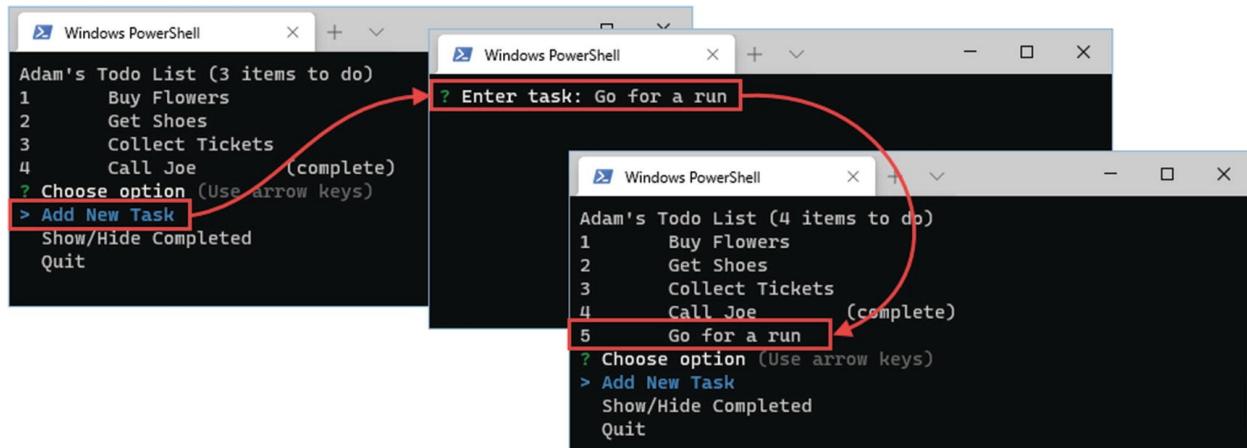 Windows PowerShell
Adam's Todo List (3 items to do)
1 Buy Flowers
2 Get Shoes
3 Collect Tickets
4 Call Joe (complete)
? Choose option (Use arrow keys)
> Add New Task
Show/Hide Completed
Quit
Windows PowerShell
? Enter task: Go for a run
Windows PowerShell
Adam's Todo List (4 items to do)
1 Buy Flowers
2 Get Shoes
3 Collect Tickets
4 Call Joe (complete)
5 Go for a run
? Choose option (Use arrow keys)
> Add New Task
Show/Hide Completed
Quit